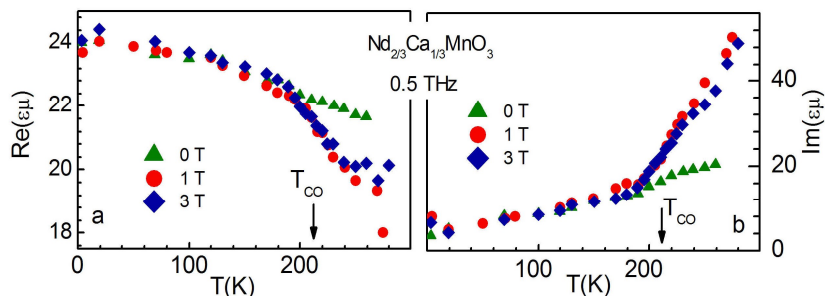 Nd2/3Ca1/3MnO3
0.5 THz
Re(εμ)
24
22
20
18
0 T
1 T
3 T
TCO
a
0
100
200
T(K)
Im(εμ)
40
20
0
0 T
1 T
3 T
TCO
b
0
100
200
T(K)